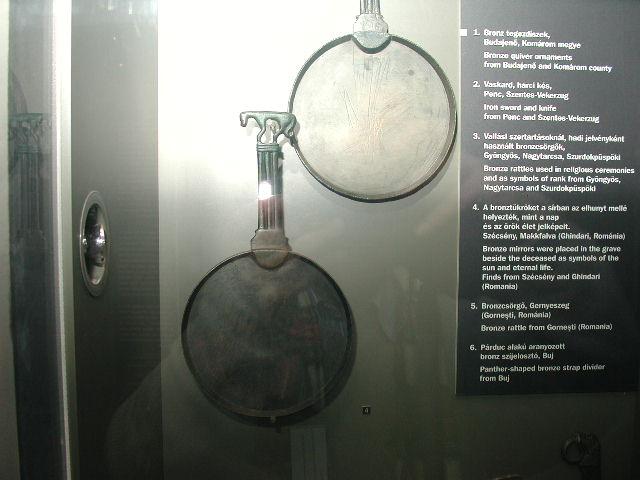 1. Bronz tegezdíszek,
Budajenő, Komárom megye
Bronze quiver ornaments
from Budajenő and Komárom county
2. Vaskard, harci kés,
Penc, Szentes-Vekerzug
Iron sword and knife
from Penc and Szentes-Vekerzug
3. Vallási szertartásoknál, hadi jelvényként
használt bronzcsörgők,
Gyöngyös, Nagytarcsa, Szurdokpüspöki
Bronze rattles used in religious ceremonies
and as symbols of rank from Gyöngyös,
Nagytarcsa and Szurdokpüspöki
4. A bronztükröket a sírban az elhunyt mellé
helyezték, mint a nap
és az örök élet jelképeit.
Szécsény, Makkfalva (Ghindari, Románia)
Bronze mirrors were placed in the grave
beside the deceased as symbols of the
sun and eternal life.
Finds from Szécsény and Ghindari
(Romania)
5. Bronzcsörgő, Gernyeszeg
(Gorneşti, Románia)
Bronze rattle from Gorneşti (Romania)
6. Párduc alakú aranyozott
bronz szíjelosztó, Buj
Panther-shaped bronze strap divider
from Buj
4